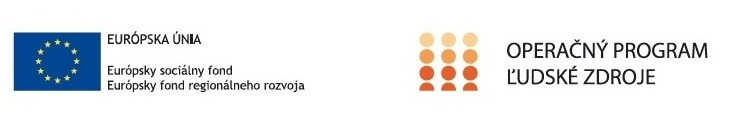 EURÓPSKA ÚNIA
Európsky sociálny fond
Európsky fond regionálneho rozvoja
OPERAČNÝ PROGRAM
ĽUDSKÉ ZDROJE